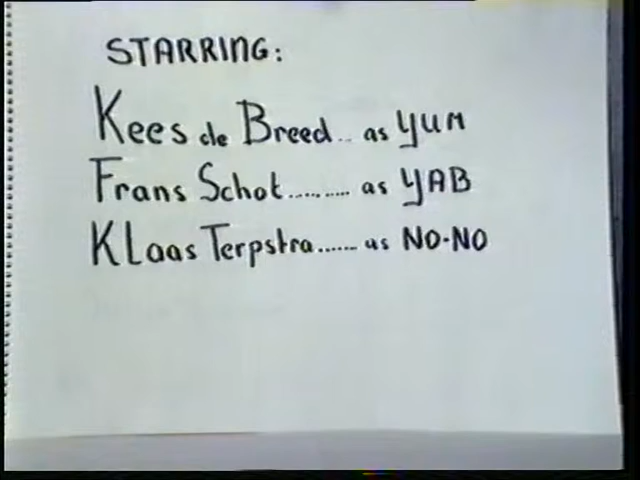 STARRING:
Kees de Breed.. as YUM
Frans Schot.......... as YAB
Klaas Terpstra...... as NO-NO